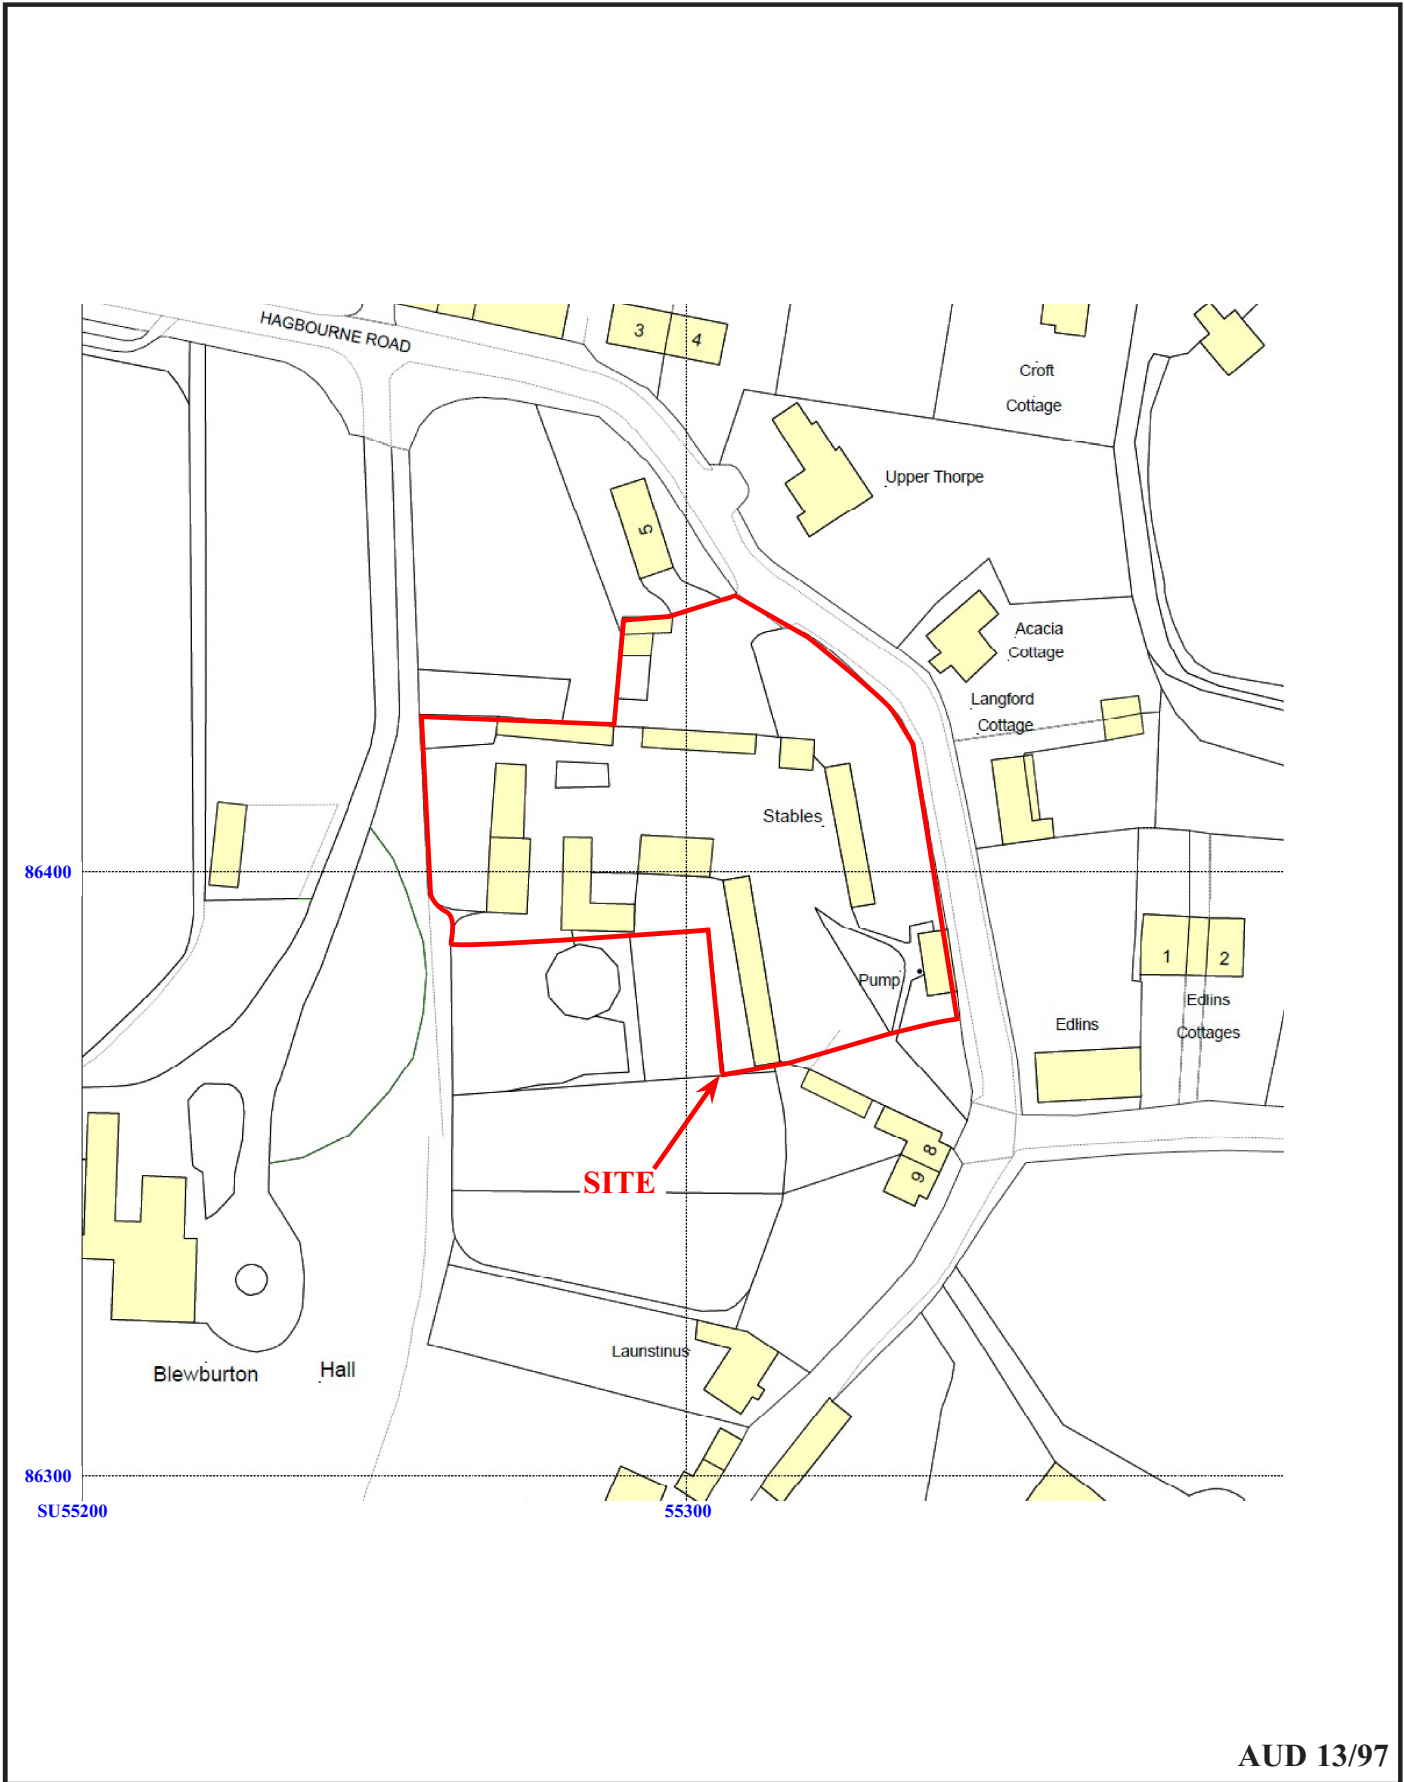 HAGBOURNE ROAD
3
4
Croft
Cottage
Upper Thorpe
5
Acacia
Cottage
Langford
Cottage
Stables
86400
1
2
Pump
Edlins
Cottages
Edlins
8
9
SITE
Lauristinus
Blewburton Hall
86300
SU55200
55300
AUD 13/97